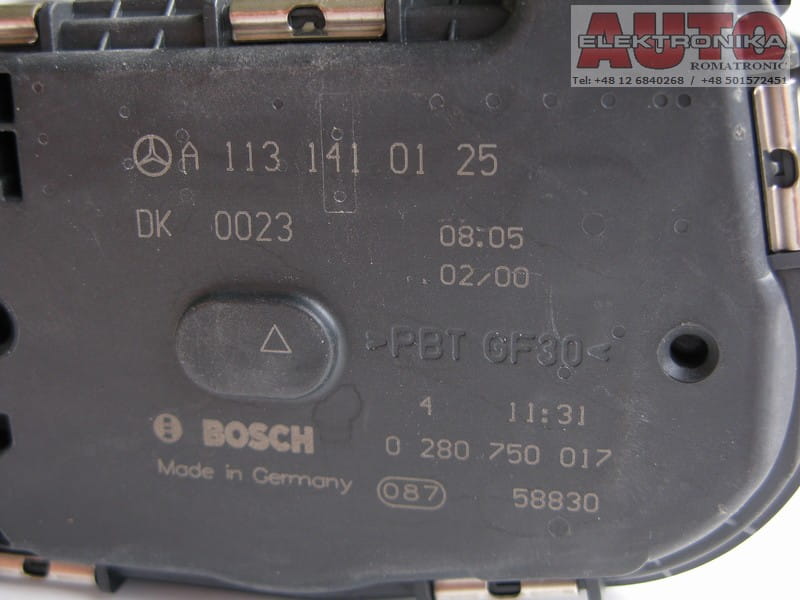 AUTO
ELEKTRONIKA
ROMATRONIC
Tel: +48 12 6840268 / +48 501572451
A 113 141 01 25
DK 0023
08:05
02/00
>PBT GF30<
4 11:31
BOSCH
0 280 750 017
Made in Germany
087
58830